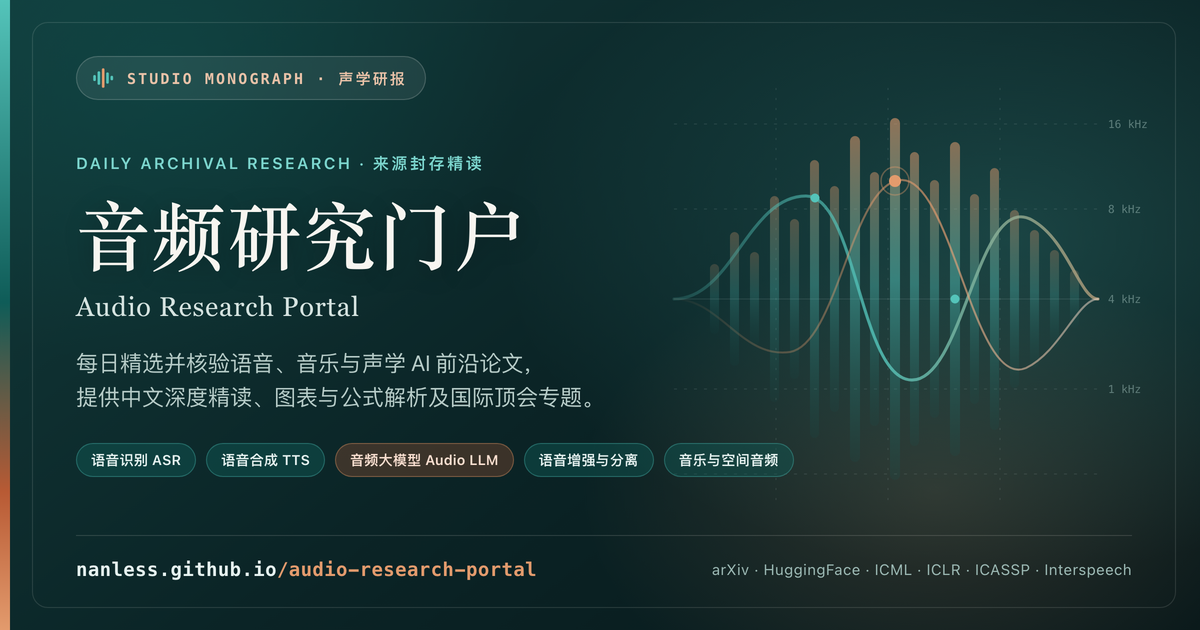 STUDIO MONOGRAPH · 声学研报
DAILY ARCHIVAL RESEARCH · 来源封存精读
音频研究门户
Audio Research Portal
每日精选并核验语音、音乐与声学 AI 前沿论文，
提供中文深度精读、图表与公式解析及国际顶会专题。
语音识别 ASR
语音合成 TTS
音频大模型 Audio LLM
语音增强与分离
音乐与空间音频
16 kHz
8 kHz
4 kHz
1 kHz
nanless.github.io/audio-research-portal
arXiv · HuggingFace · ICML · ICLR · ICASSP · Interspeech